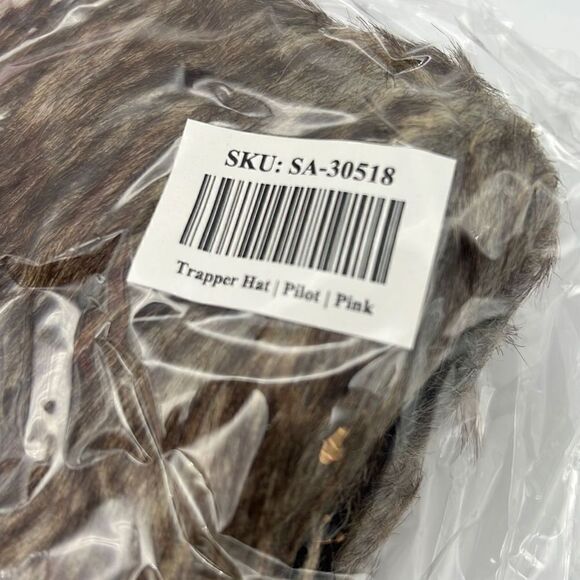 SKU: SA-30518
Trapper Hat | Pilot | Pink